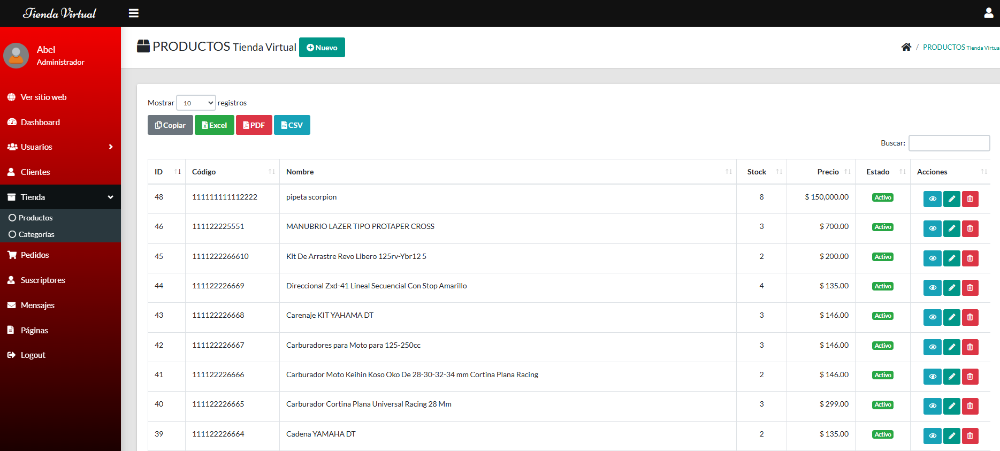 Tienda Virtual
Abel
Administrador
Ver sitio web
Dashboard
Usuarios
Clientes
Tienda
Productos
Categorías
Pedidos
Suscriptores
Mensajes
Páginas
Logout
PRODUCTOS Tienda Virtual Nuevo
/ PRODUCTOS Tienda Virtua
Mostrar 10 registros
Copiar Excel PDF CSV
Buscar:
ID Código Nombre Stock Precio Estado Acciones
48 111111111112222 pipeta scorpion 8 $ 150,000.00 Activo
46 111122225551 MANUBRIO LAZER TIPO PROTAPER CROSS 3 $ 700.00 Activo
45 1111222266610 Kit De Arrastre Revo Libero 125rv-Ybr12 5 2 $ 200.00 Activo
44 111222226669 Direccional Zxd-41 Lineal Secuencial Con Stop Amarillo 4 $ 135.00 Activo
43 111222226668 Carenaje KIT YAHAMA DT 3 $ 146.00 Activo
42 111222226667 Carburadores para Moto para 125-250cc 3 $ 146.00 Activo
41 111222226666 Carburador Moto Keihin Koso Oko De 28-30-32-34 mm Cortina Plana Racing 2 $ 146.00 Activo
40 111222226665 Carburador Cortina Plana Universal Racing 28 Mm 3 $ 299.00 Activo
39 111222226664 Cadena YAMAHA DT 2 $ 135.00 Activo